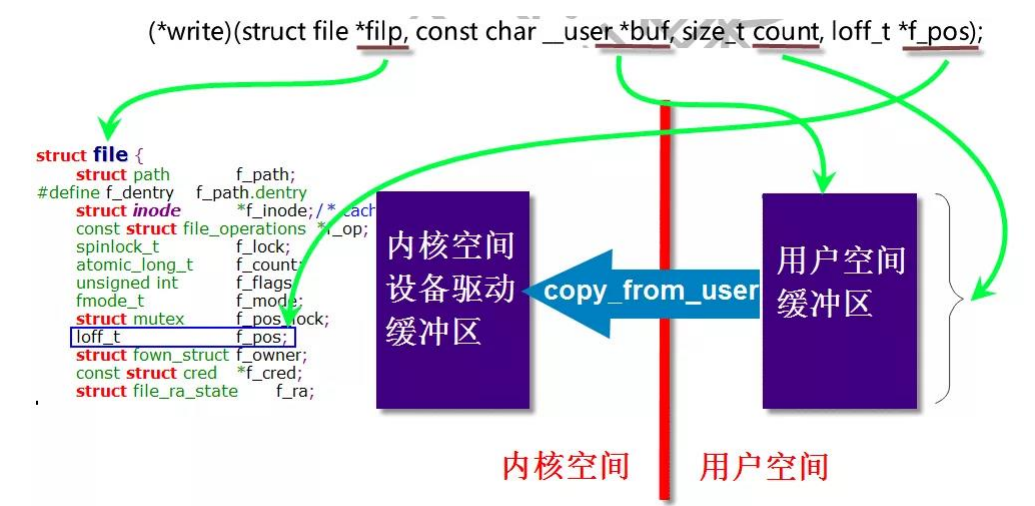 (*write)(struct file *filp, const char __user *buf, size_t count, loff_t *f_pos);
struct file {
struct path f_path;
#define f_dentry f_path.dentry
struct inode *f_inode; /* cach
const struct file_operations *f_op;
spinlock_t f_lock;
atomic_long_t f_count;
unsigned int f_flags
fmode_t f_mode;
struct mutex f_pos_lock;
loff_t f_pos;
struct fown_struct f_owner;
const struct cred *f_cred;
struct file_ra_state f_ra;
内核空间
设备驱动
缓冲区
copy_from_user
用户空间
缓冲区
内核空间
用户空间